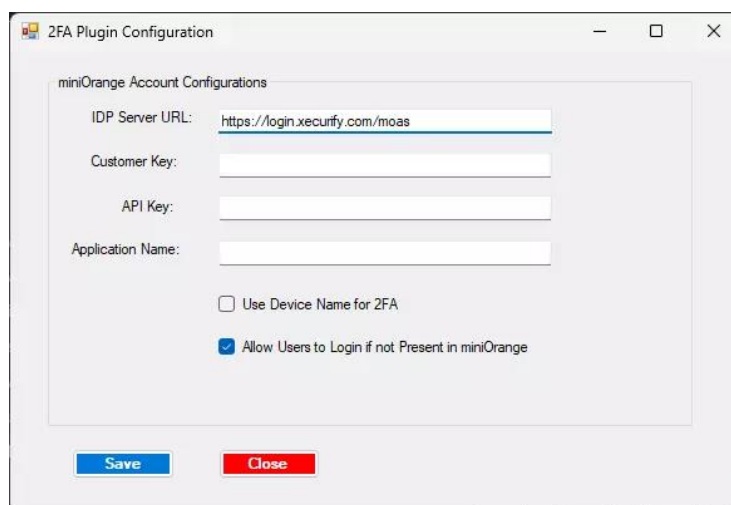 2FA Plugin Configuration
miniOrange Account Configurations
IDP Server URL: https://login.xecurify.com/moas
Customer Key:
API Key:
Application Name:
Use Device Name for 2FA
Allow Users to Login if not Present in miniOrange
Save Close